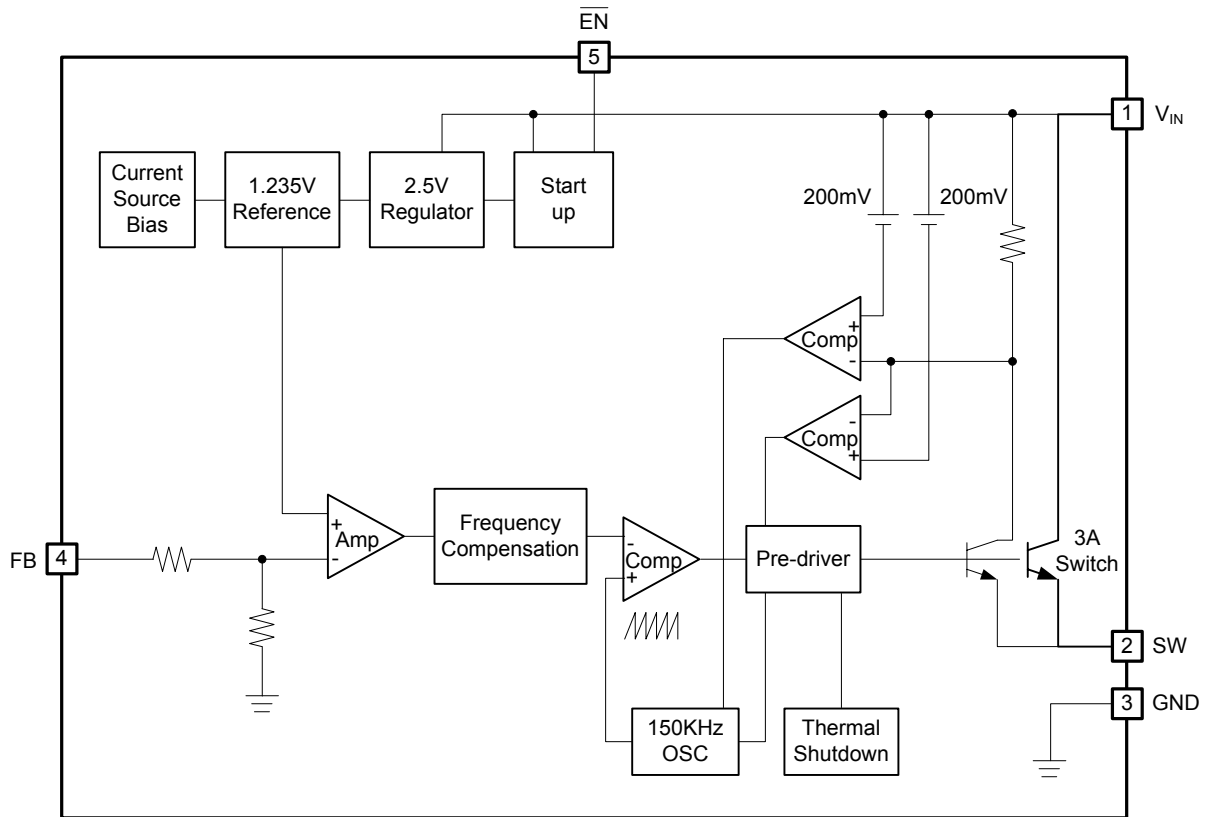 EN
5
1
VIN
Current
Source
Bias
1.235V
Reference
2.5V
Regulator
Start
up
200mV
200mV
+
Comp
-
-
Comp
+
+
Amp
-
Frequency
Compensation
-
Comp
+
Pre-driver
3A
Switch
FB
4
2
SW
3
GND
150KHz
OSC
Thermal
Shutdown